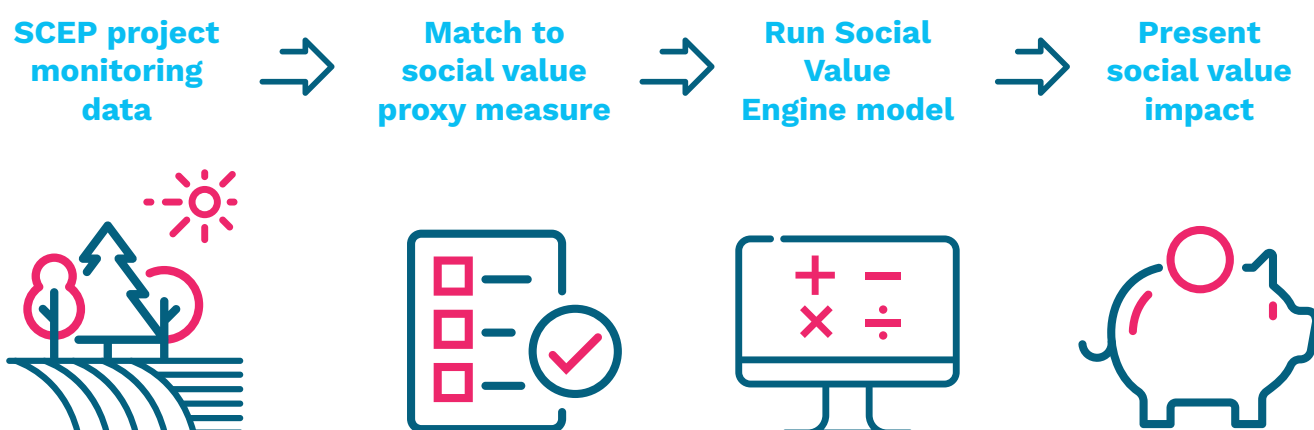 SCEP project
monitoring
data
Match to
social value
proxy measure
Run Social
Value
Engine model
Present
social value
impact